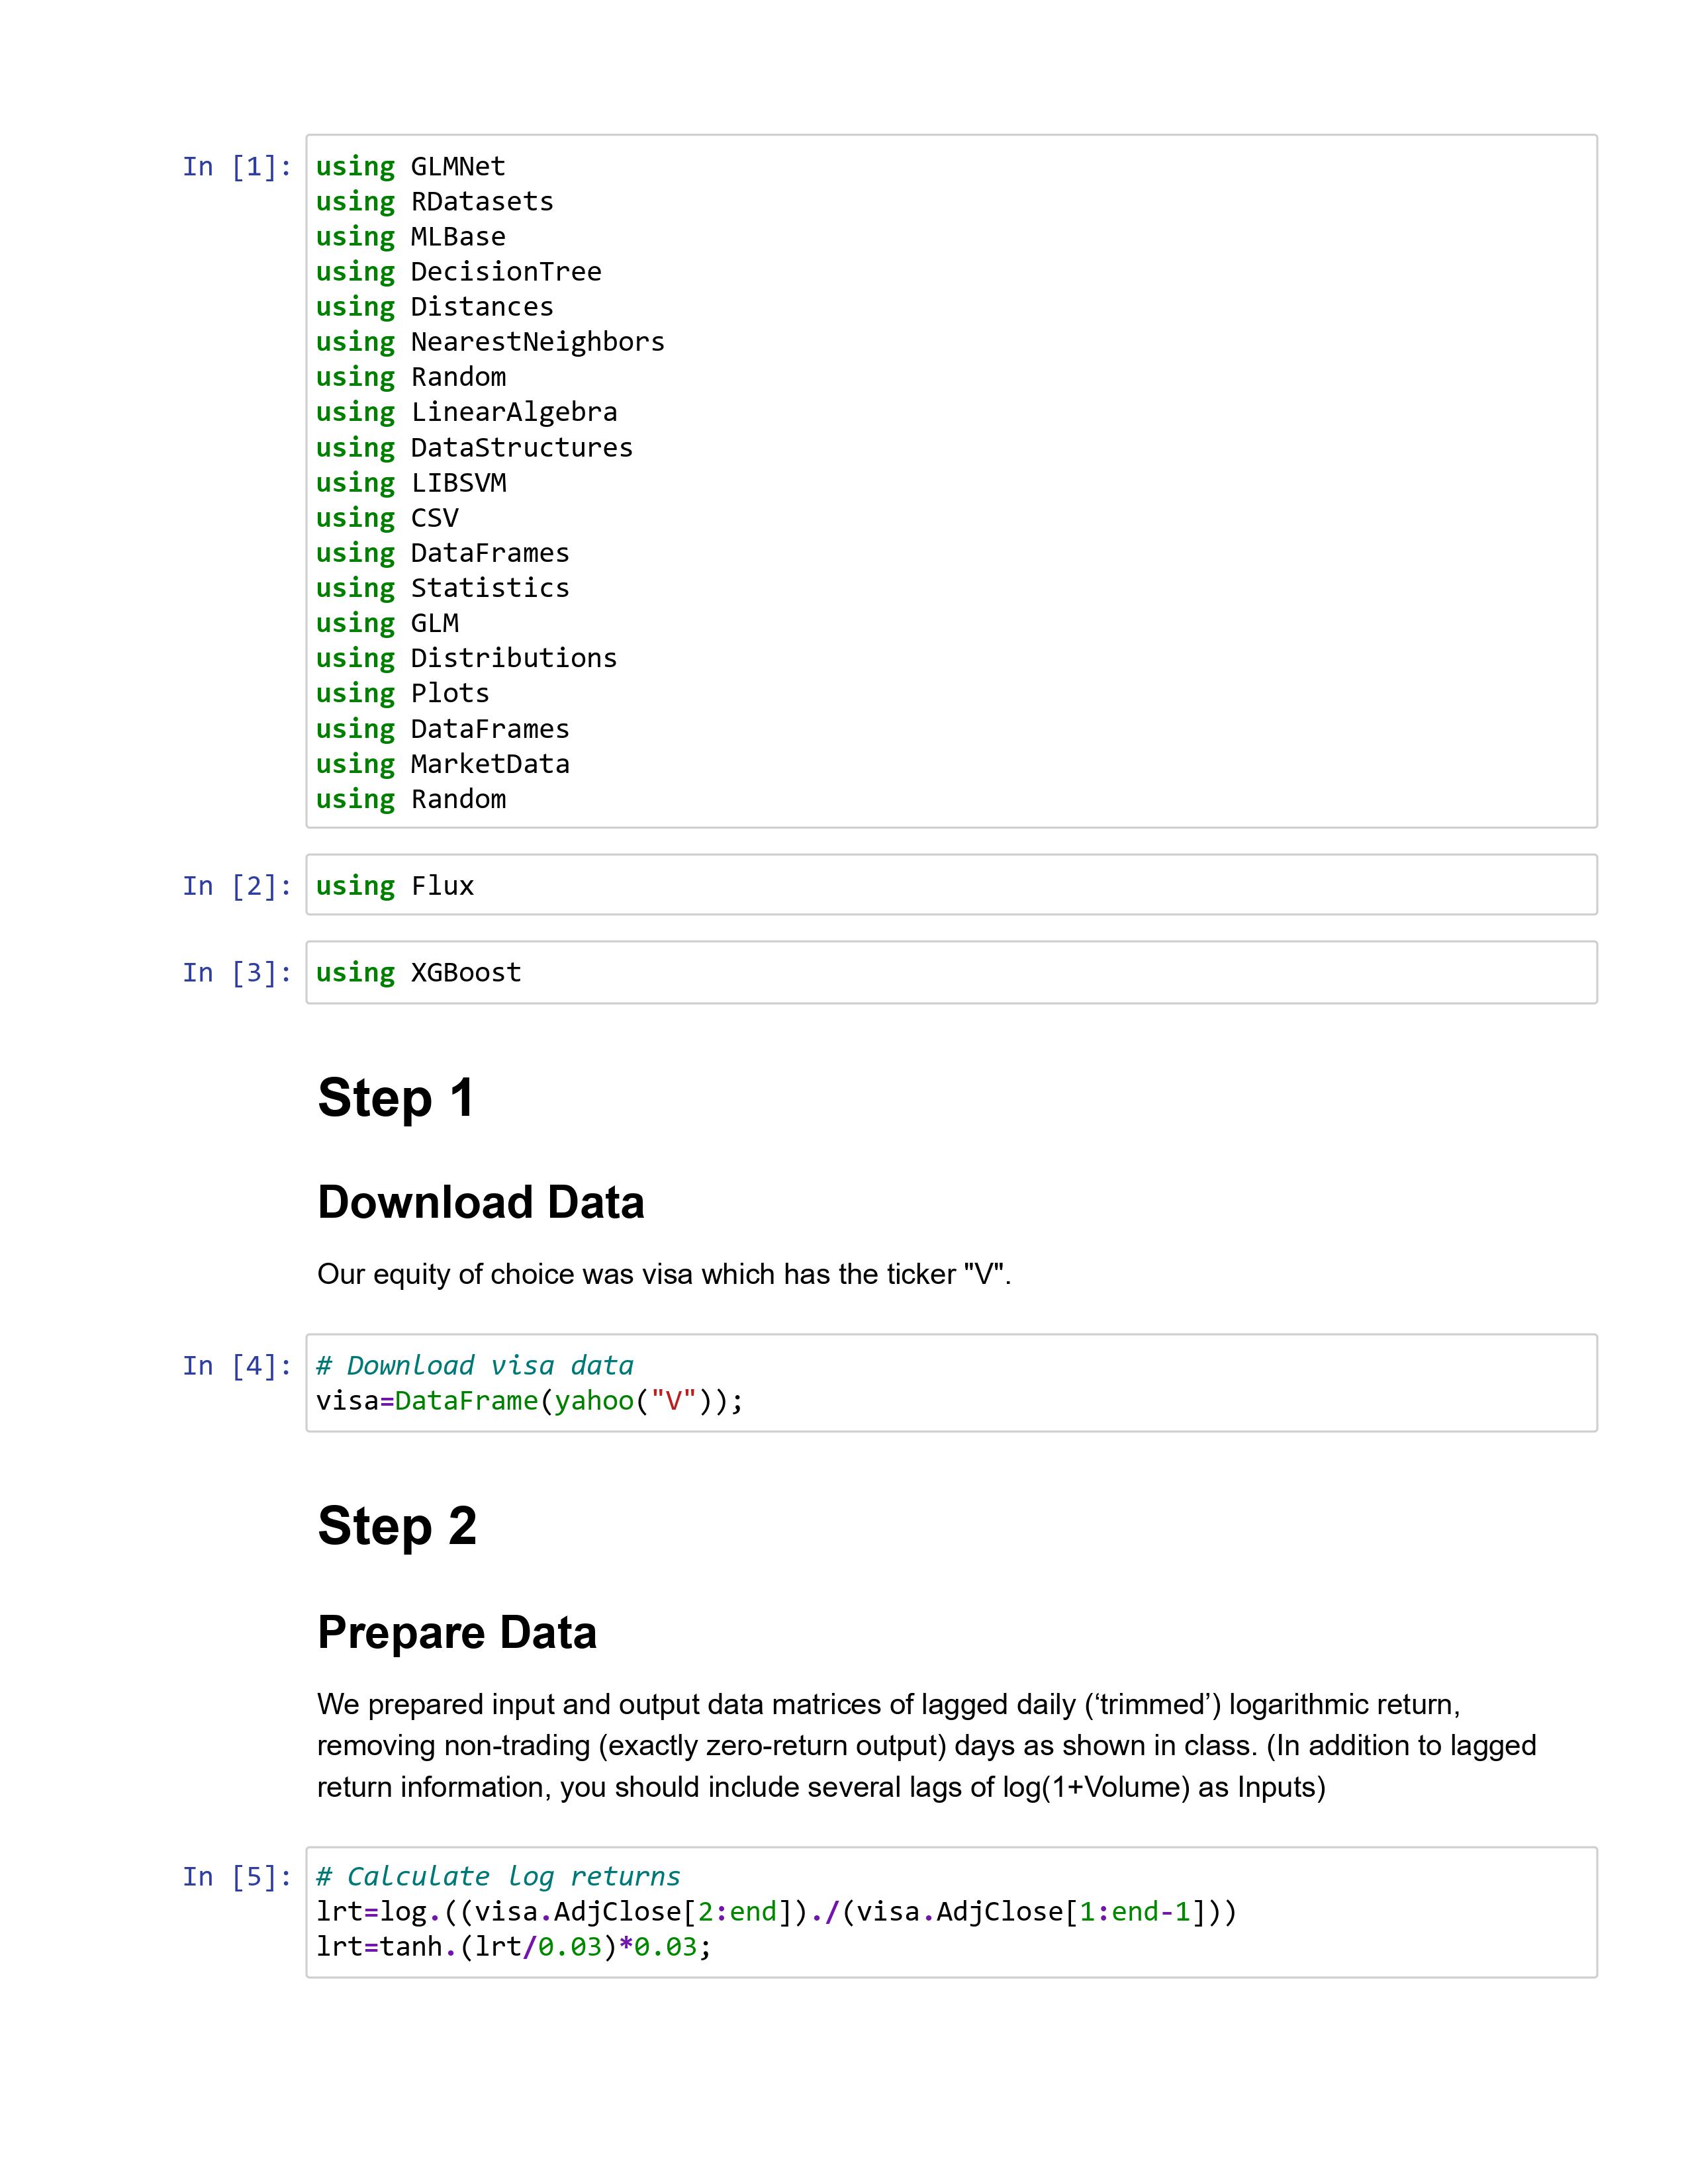 In [1]: using GLMNet
using RDatasets
using MLBase
using DecisionTree
using Distances
using NearestNeighbors
using Random
using LinearAlgebra
using DataStructures
using LIBSVM
using CSV
using DataFrames
using Statistics
using GLM
using Distributions
using Plots
using DataFrames
using MarketData
using Random
In [2]: using Flux
In [3]: using XGBoost
Step 1
Download Data
Our equity of choice was visa which has the ticker "V".
In [4]: # Download visa data
visa=DataFrame(yahoo("V"));
Step 2
Prepare Data
We prepared input and output data matrices of lagged daily (‘trimmed’) logarithmic return,
removing non-trading (exactly zero-return output) days as shown in class. (In addition to lagged
return information, you should include several lags of log(1+Volume) as Inputs)
In [5]: # Calculate log returns
lrt=log.((visa.AdjClose[2:end])./(visa.AdjClose[1:end-1]))
lrt=tanh.(lrt/0.03)*0.03;